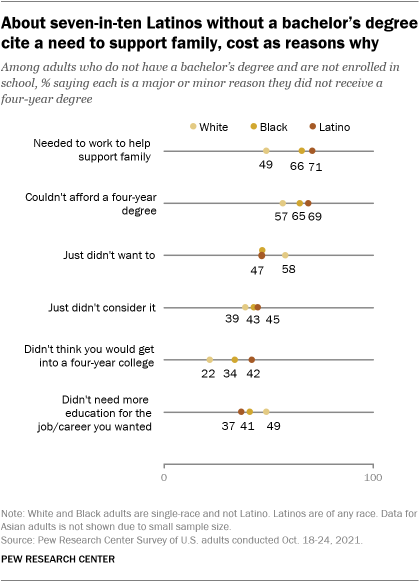 About seven-in-ten Latinos without a bachelor's degree
cite a need to support family, cost as reasons why
Among adults who do not have a bachelor's degree and are not enrolled in
school, % saying each is a major or minor reason they did not receive a
four-year degree
White Black Latino
Needed to work to help
support family
49 66 71
Couldn't afford a four-year
degree
57 65 69
Just didn't want to
47 58
Just didn't consider it
39 43 45
Didn't think you would get
into a four-year college
22 34 42
Didn't need more
education for the
job/career you wanted
37 41 49
0 100
Note: White and Black adults are single-race and not Latino. Latinos are of any race. Data for
Asian adults is not shown due to small sample size.
Source: Pew Research Center Survey of U.S. adults conducted Oct. 18-24, 2021.
PEW RESEARCH CENTER